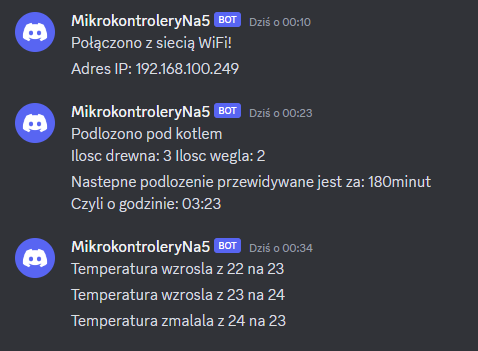 MikrokontroleryNa5 BOT Dziś o 00:10
Połączono z siecią WiFi!
Adres IP: 192.168.100.249
MikrokontroleryNa5 BOT Dziś o 00:23
Podlozono pod kotlem
Ilosc drewna: 3 Ilosc wegla: 2
Nastepne podlozenie przewidywane jest za: 180minut
Czyli o godzinie: 03:23
MikrokontroleryNa5 BOT Dziś o 00:34
Temperatura wzrosla z 22 na 23
Temperatura wzrosla z 23 na 24
Temperatura zmalala z 24 na 23